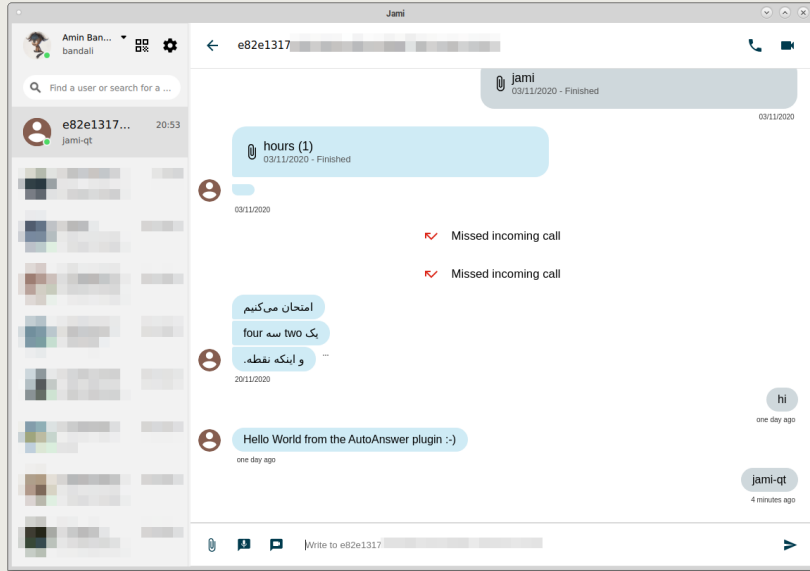 Jami
Amin Ban...
bandali
Find a user or search for a ...
e82e1317...
20:53
jami-qt
e82e1317
jami
03/11/2020 - Finished
03/11/2020
hours (1)
03/11/2020 - Finished
03/11/2020
Missed incoming call
Missed incoming call
امتحان می‌کنیم
یک two سه four
و اینکه نقطه.
...
20/11/2020
hi
one day ago
Hello World from the AutoAnswer plugin :-)
one day ago
jami-qt
4 minutes ago
Write to e82e1317